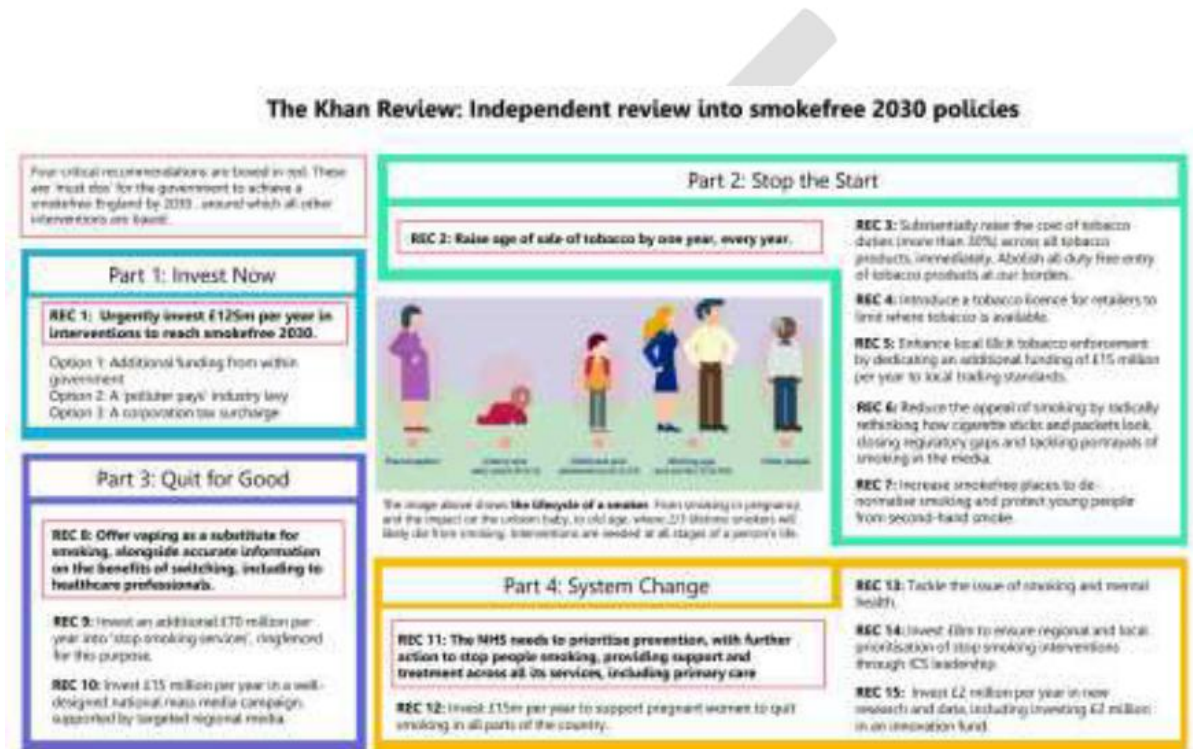 The Khan Review: Independent review into smokefree 2030 policies
Four critical recommendations are boxed in red. These
are 'must dos' for the government to achieve a
smokefree England by 2030, around which all other
interventions are based.
Part 1: Invest Now
REC 1: Urgently invest £125m per year in
interventions to reach smokefree 2030.
Option 1: Additional funding from within
government
Option 2: A 'polluter pays' industry levy
Option 3: A corporation tax surcharge
Part 2: Stop the Start
REC 2: Raise age of sale of tobacco by one year, every year.
REC 3: Substantially raise the cost of tobacco
duties (more than 30%) across all tobacco
products, immediately. Abolish all duty free entry
of tobacco products at our borders.
REC 4: Introduce a tobacco licence for retailers to
limit where tobacco is available.
REC 5: Enhance local illicit tobacco enforcement
by dedicating an additional funding of £15 million
per year to local trading standards.
REC 6: Reduce the appeal of smoking by radically
rethinking how cigarette sticks and packets look,
closing regulatory gaps and tackling portrayals of
smoking in the media.
REC 7: Increase smokefree places to de-
normalise smoking and protect young people
from second-hand smoke.
The image above shows the lifecycle of a smoker. From smoking in pregnancy
and the impact on the unborn baby, to old age, where 2/3 lifetime smokers will
likely die from smoking. Interventions are needed at all stages of a person's life.
Part 3: Quit for Good
REC 8: Offer vaping as a substitute for
smoking, alongside accurate information
on the benefits of switching, including to
healthcare professionals.
REC 9: Invest an additional £70 million per
year into 'stop smoking services', ringfenced
for this purpose.
REC 10: Invest £15 million per year in a well-
designed national mass media campaign,
supported by targeted regional media.
Part 4: System Change
REC 11: The NHS needs to prioritise prevention, with further
action to stop people smoking, providing support and
treatment across all its services, including primary care
REC 12: Invest £15m per year to support pregnant women to quit
smoking in all parts of the country.
REC 13: Tackle the issue of smoking and mental
health.
REC 14: Invest £8m to ensure regional and local
prioritisation of stop smoking interventions
through ICS leadership.
REC 15: Invest £2 million per year in new
research and data, including investing £2 million
in an innovation fund.